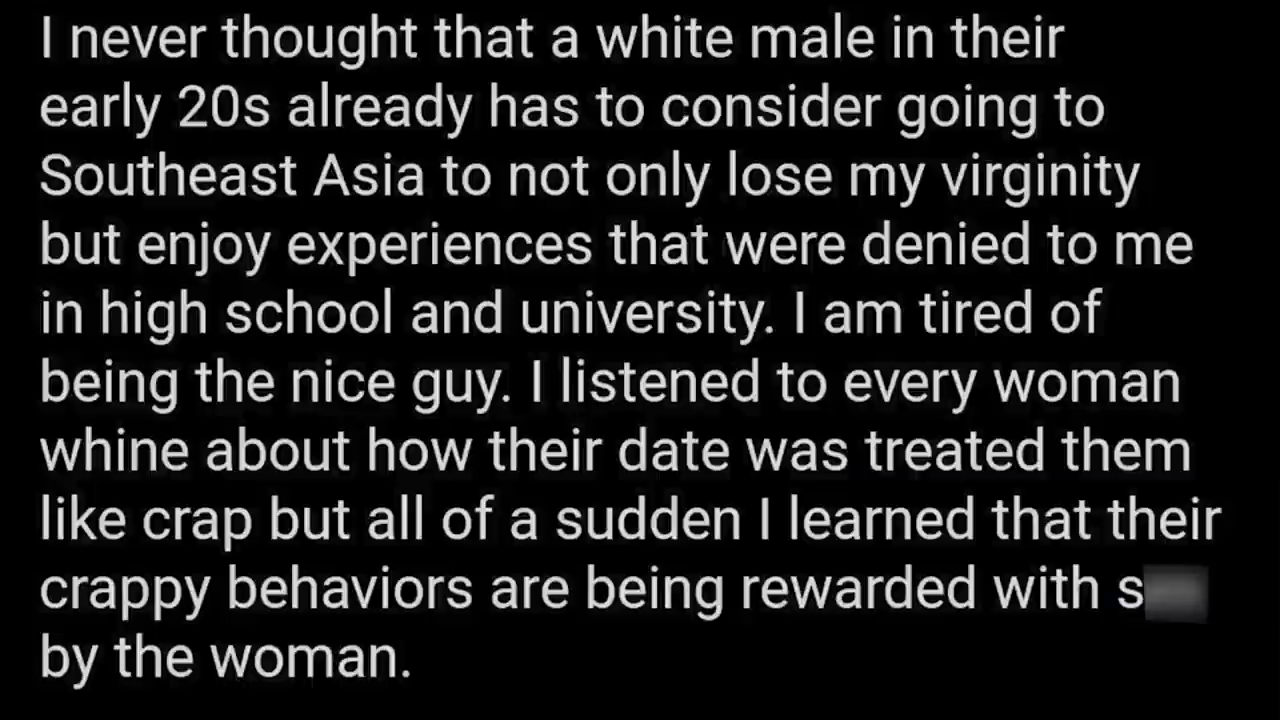 I never thought that a white male in their
early 20s already has to consider going to
Southeast Asia to not only lose my virginity
but enjoy experiences that were denied to me
in high school and university. I am tired of
being the nice guy. I listened to every woman
whine about how their date was treated them
like crap but all of a sudden I learned that their
crappy behaviors are being rewarded with s
by the woman.